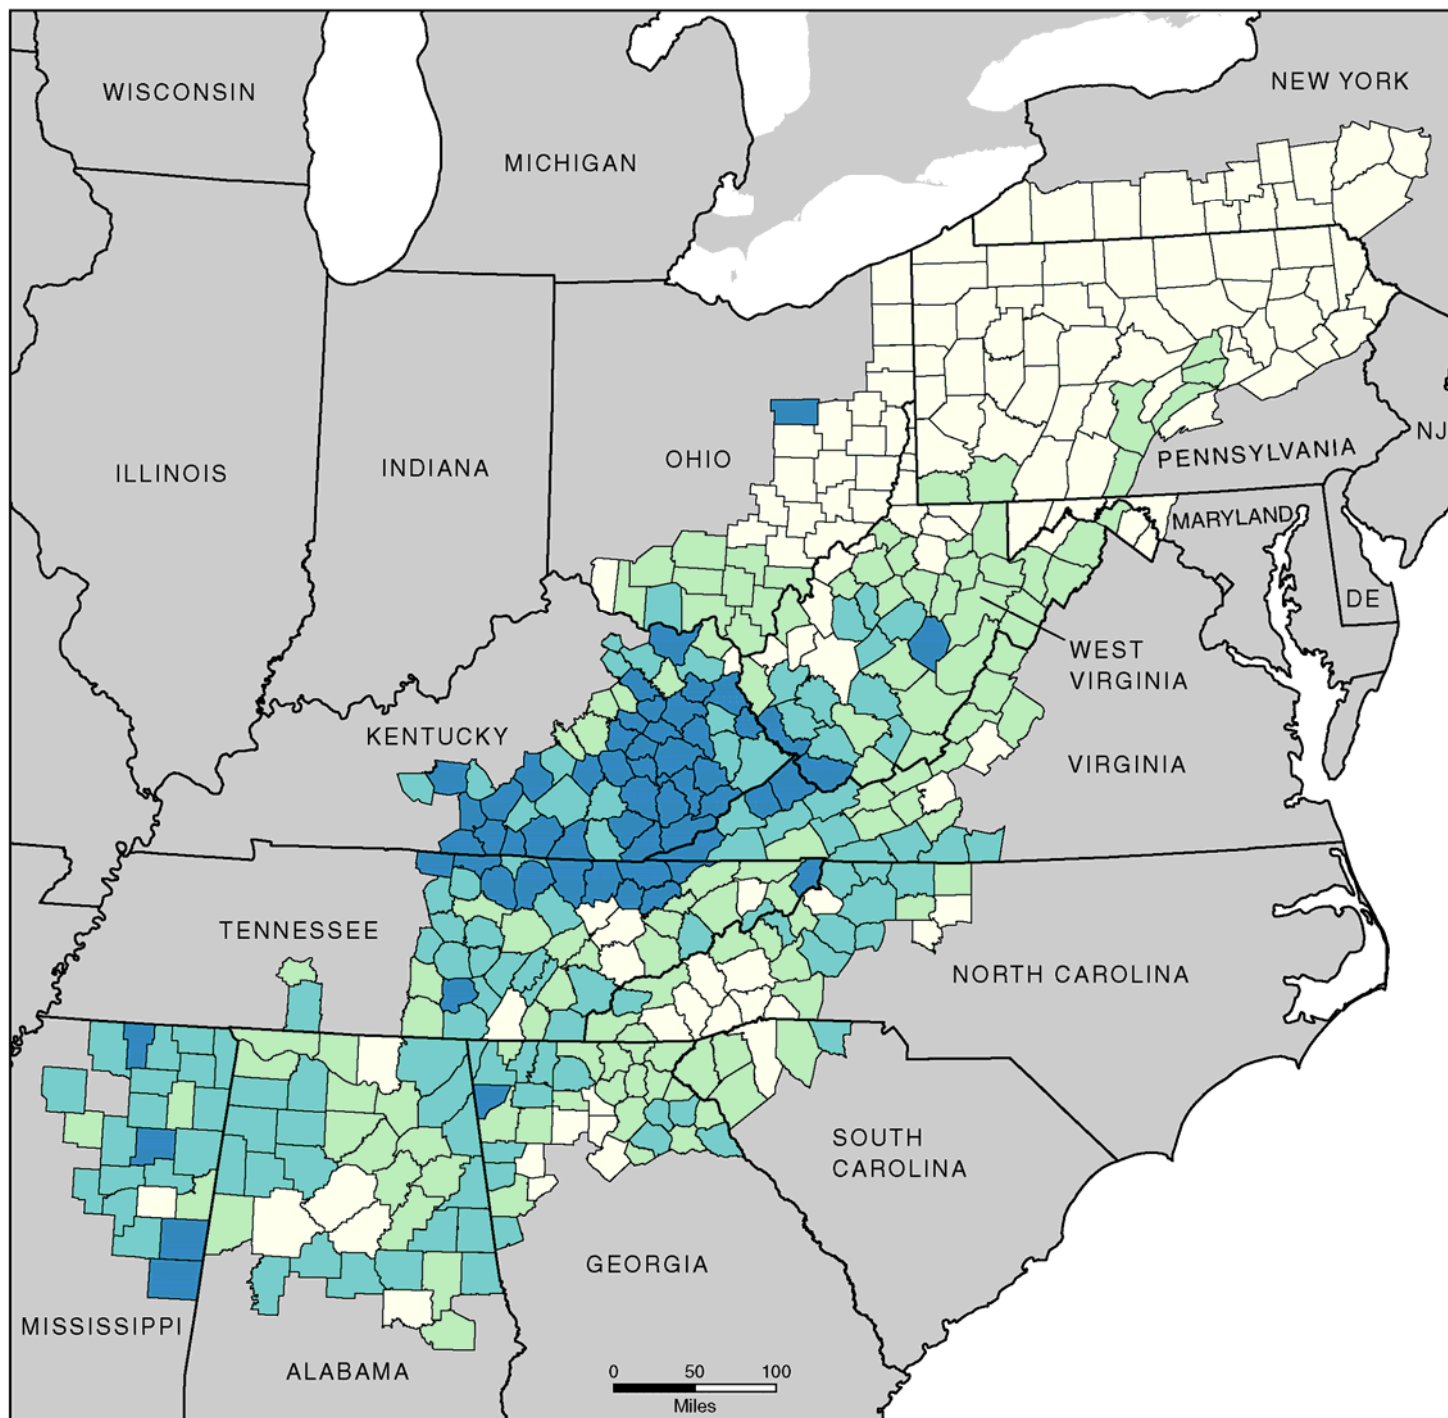 WISCONSIN
NEW YORK
MICHIGAN
ILLINOIS
INDIANA
OHIO
PENNSYLVANIA
NJ
MARYLAND
DE
WEST
VIRGINIA
KENTUCKY
VIRGINIA
TENNESSEE
NORTH CAROLINA
SOUTH
CAROLINA
GEORGIA
MISSISSIPPI
ALABAMA
0 50 100
Miles